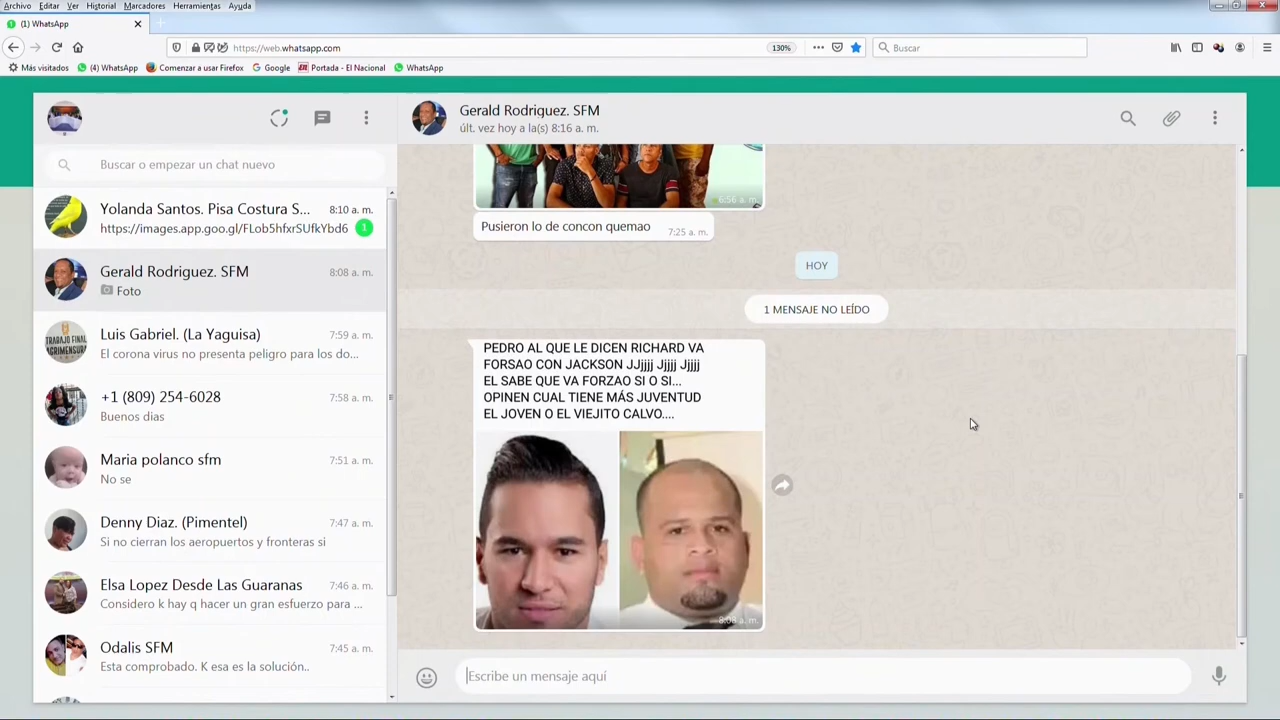 Archivo Editar Ver Historial Marcadores Herramientas Ayuda
(1) WhatsApp
https://web.whatsapp.com
130%
Buscar
Más visitados (4) WhatsApp Comenzar a usar Firefox Google Portada - El Nacional WhatsApp
Gerald Rodriguez. SFM
últ. vez hoy a la(s) 8:16 a. m.
Buscar o empezar un chat nuevo
Yolanda Santos. Pisa Costura S... 8:10 a. m.
https://images.app.goo.gl/FLob5hfxrSUfkYbd6 1
Gerald Rodriguez. SFM 8:08 a. m.
Foto
Luis Gabriel. (La Yaguisa) 7:59 a. m.
El corona virus no presenta peligro para los do...
+1 (809) 254-6028 7:58 a. m.
Buenos dias
Maria polanco sfm 7:51 a. m.
No se
Denny Diaz. (Pimentel) 7:47 a. m.
Si no cierran los aeropuertos y fronteras si
Elsa Lopez Desde Las Guaranas 7:46 a. m.
Considero k hay q hacer un gran esfuerzo para ...
Odalis SFM 7:45 a. m.
Esta comprobado. K esa es la solución..
TRABAJO FINAL
AGRIMENSURA
6:56 a. m.
Pusieron lo de concon quemao 7:25 a. m.
HOY
1 MENSAJE NO LEÍDO
PEDRO AL QUE LE DICEN RICHARD VA
FORSAO CON JACKSON JJjjjj Jjjjj Jjjjj
EL SABE QUE VA FORZAO SI O SI...
OPINEN CUAL TIENE MÁS JUVENTUD
EL JOVEN O EL VIEJITO CALVO....
8:08 a. m.
Escribe un mensaje aquí